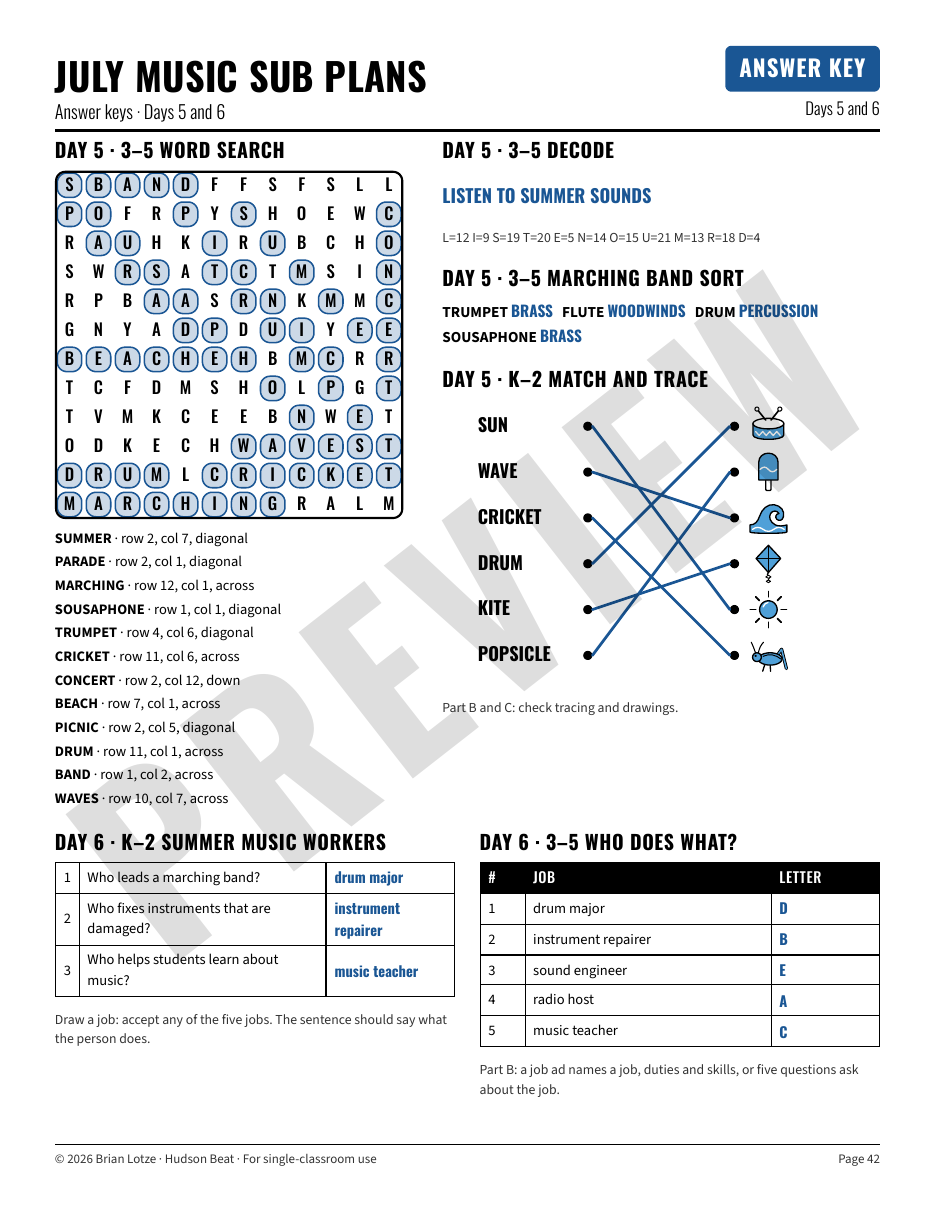 JULY MUSIC SUB PLANS
Answer keys · Days 5 and 6
ANSWER KEY
Days 5 and 6
DAY 5 · 3–5 WORD SEARCH
S B A N D F F S F S L L
P O F R P Y S H O E W C
R A U H K I R U B C H O
S W R S A T C T M S I N
R P B A A S R N K M M C
G N Y A D P D U I Y E E
B E A C H E H B M C R R
T C F D M S H O L P G T
T V M K C E E B N W E T
O D K E C H W A V E S T
D R U M L C R I C K E T
M A R C H I N G R A L M
SUMMER · row 2, col 7, diagonal
PARADE · row 2, col 1, diagonal
MARCHING · row 12, col 1, across
SOUSAPHONE · row 1, col 1, diagonal
TRUMPET · row 4, col 6, diagonal
CRICKET · row 11, col 6, across
CONCERT · row 2, col 12, down
BEACH · row 7, col 1, across
PICNIC · row 2, col 5, diagonal
DRUM · row 11, col 1, across
BAND · row 1, col 2, across
WAVES · row 10, col 7, across
DAY 5 · 3–5 DECODE
LISTEN TO SUMMER SOUNDS
L=12 I=9 S=19 T=20 E=5 N=14 O=15 U=21 M=13 R=18 D=4
DAY 5 · 3–5 MARCHING BAND SORT
TRUMPET BRASS FLUTE WOODWINDS DRUM PERCUSSION
SOUSAPHONE BRASS
DAY 5 · K–2 MATCH AND TRACE
SUN
WAVE
CRICKET
DRUM
KITE
POPSICLE
Part B and C: check tracing and drawings.
DAY 6 · K–2 SUMMER MUSIC WORKERS
1 Who leads a marching band? drum major
2 Who fixes instruments that are damaged? instrument repairer
3 Who helps students learn about music? music teacher
Draw a job: accept any of the five jobs. The sentence should say what
the person does.
DAY 6 · 3–5 WHO DOES WHAT?
# JOB LETTER
1 drum major D
2 instrument repairer B
3 sound engineer E
4 radio host A
5 music teacher C
Part B: a job ad names a job, duties and skills, or five questions ask
about the job.
PREVIEW
© 2026 Brian Lotze · Hudson Beat · For single-classroom use
Page 42